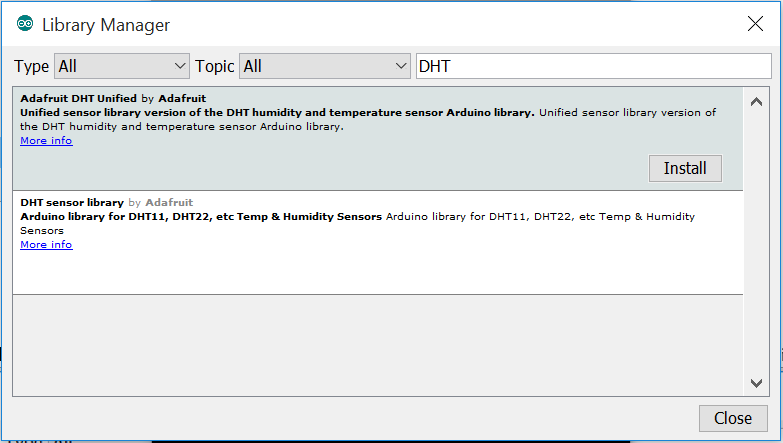 Library Manager
Type All Topic All DHT
Adafruit DHT Unified by Adafruit
Unified sensor library version of the DHT humidity and temperature sensor Arduino library. Unified sensor library version of
the DHT humidity and temperature sensor Arduino library.
More info
Install
DHT sensor library by Adafruit
Arduino library for DHT11, DHT22, etc Temp & Humidity Sensors Arduino library for DHT11, DHT22, etc Temp & Humidity
Sensors
More info
Close